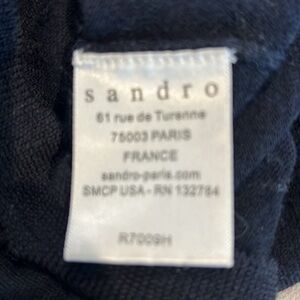 sandro
61 rue de Turenne
75003 PARIS
FRANCE
sandro-paris.com
SMCP USA - RN 132764
R7009H